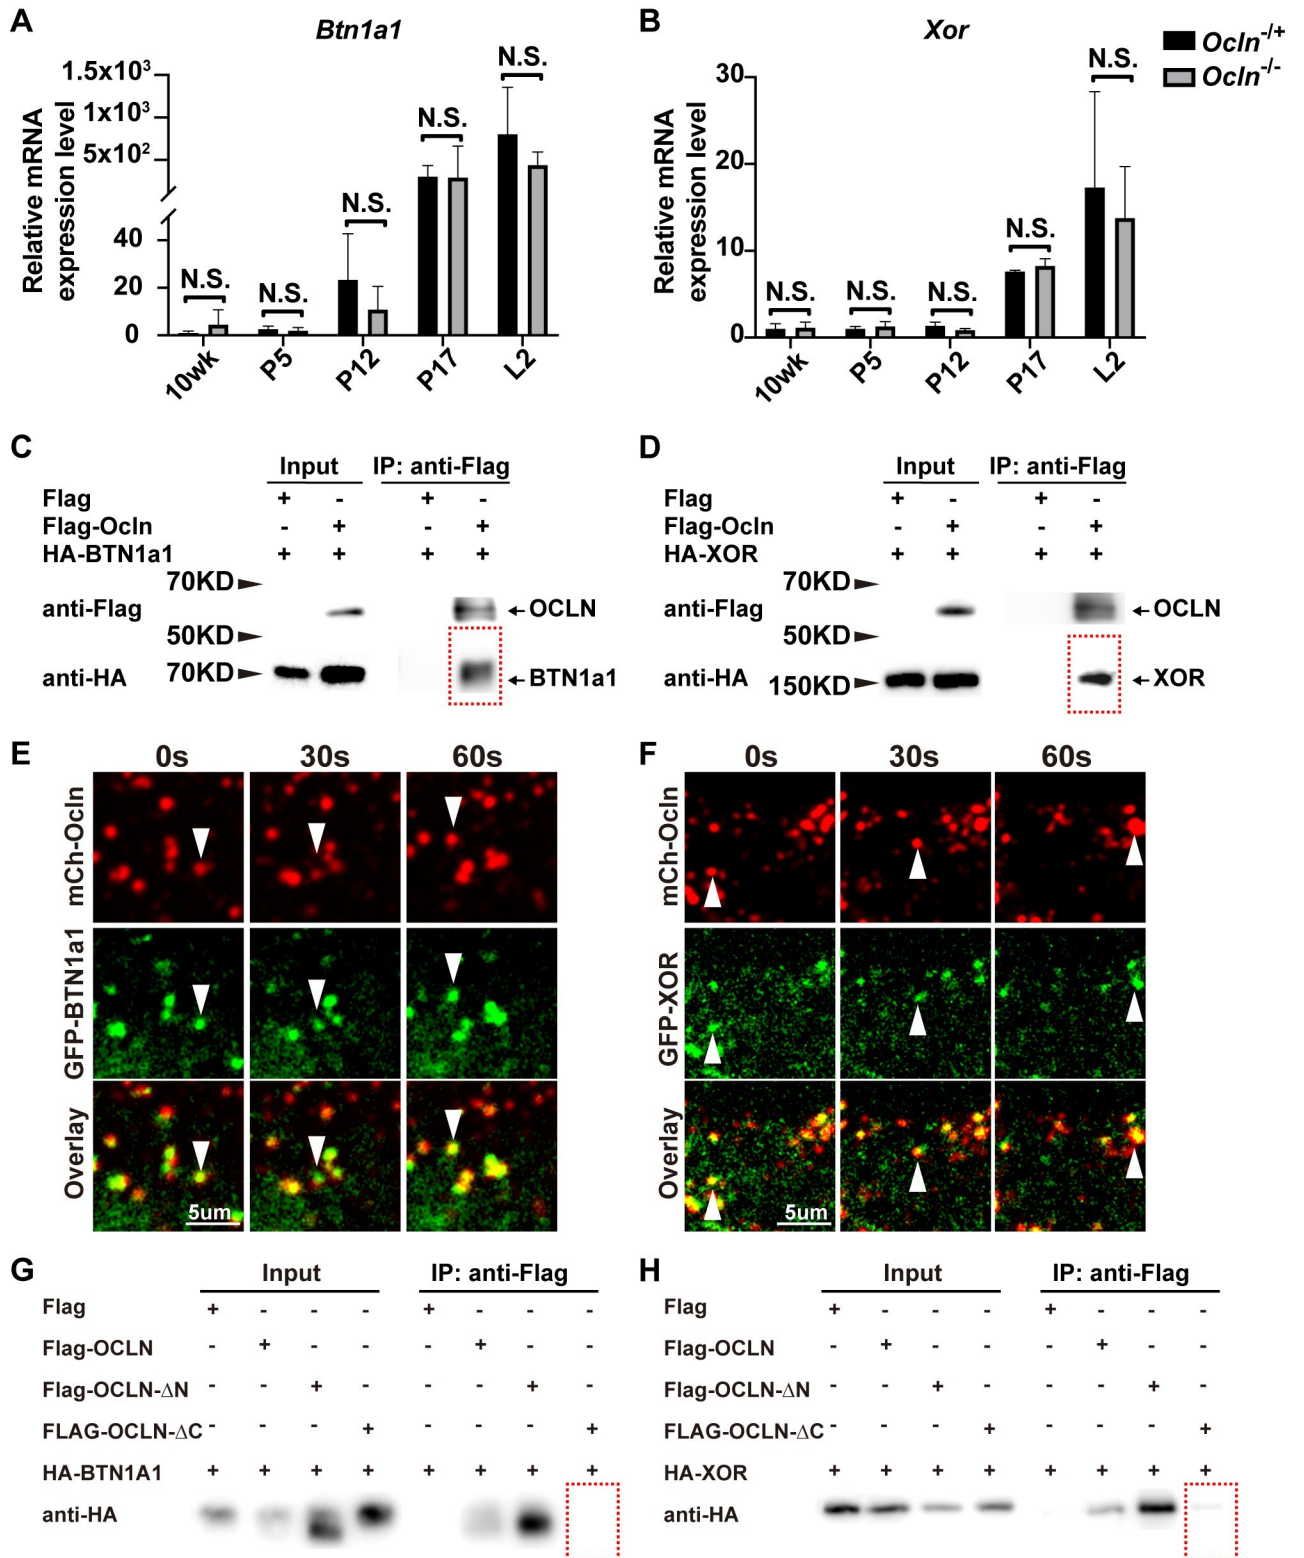 A
Btn1a1
Relative mRNA
expression level
1.5x10³
1x10³
5x10²
40
20
0
N.S.
N.S.
N.S.
N.S.
N.S.
10wk
P5
P12
P17
L2
B
Xor
Ocln-/+
Ocln-/-
Relative mRNA
expression level
30
20
10
0
N.S.
N.S.
N.S.
N.S.
N.S.
10wk
P5
P12
P17
L2
C
Input IP: anti-Flag
Flag + - + -
Flag-Ocln - + - +
HA-BTN1a1 + + + +
70KD
anti-Flag OCLN
50KD
anti-HA 70KD BTN1a1
D
Input IP: anti-Flag
Flag + - + -
Flag-Ocln - + - +
HA-XOR + + + +
70KD
anti-Flag OCLN
50KD
anti-HA 150KD XOR
E
0s 30s 60s
mCh-Ocln
GFP-BTN1a1
Overlay
5um
F
0s 30s 60s
mCh-Ocln
GFP-XOR
Overlay
5um
G
Input IP: anti-Flag
Flag + - - - + - - -
Flag-OCLN - + - - - + - -
Flag-OCLN-ΔN - - + - - - + -
FLAG-OCLN-ΔC - - - + - - - +
HA-BTN1A1 + + + + + + + +
anti-HA
H
Input IP: anti-Flag
Flag + - - - + - - -
Flag-OCLN - + - - - + - -
Flag-OCLN-ΔN - - + - - - + -
FLAG-OCLN-ΔC - - - + - - - +
HA-XOR + + + + + + + +
anti-HA